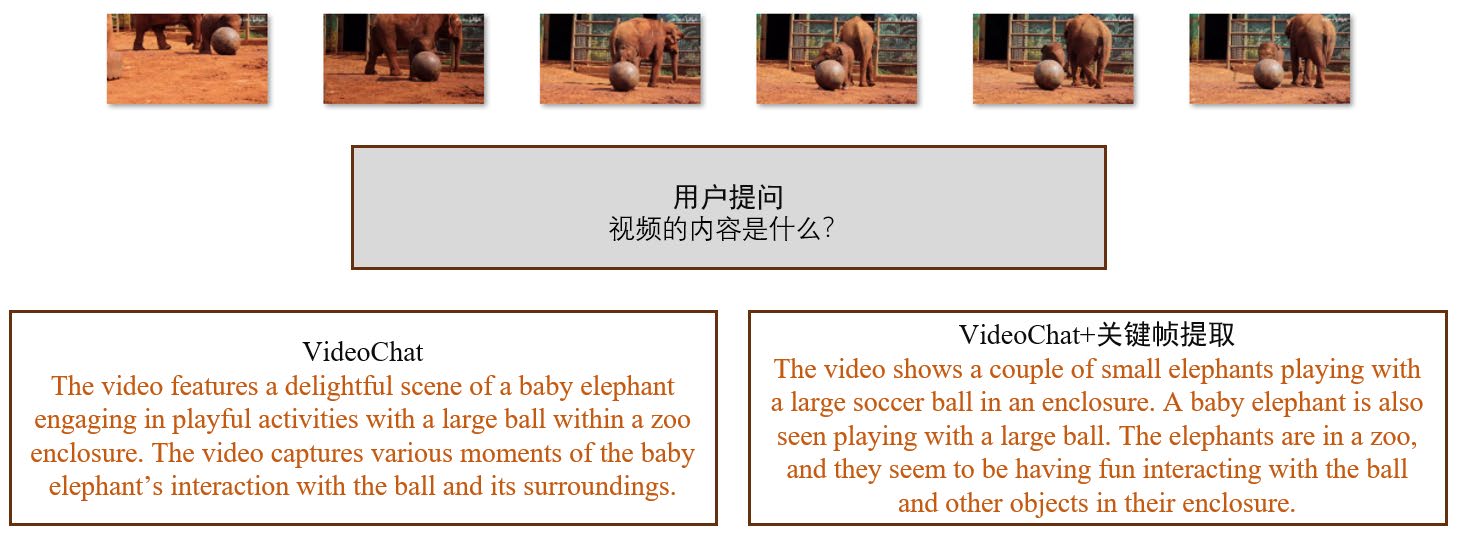 用户提问
视频的内容是什么？
VideoChat
The video features a delightful scene of a baby elephant
engaging in playful activities with a large ball within a zoo
enclosure. The video captures various moments of the baby
elephant’s interaction with the ball and its surroundings.
VideoChat+关键帧提取
The video shows a couple of small elephants playing with
a large soccer ball in an enclosure. A baby elephant is also
seen playing with a large ball. The elephants are in a zoo,
and they seem to be having fun interacting with the ball
and other objects in their enclosure.